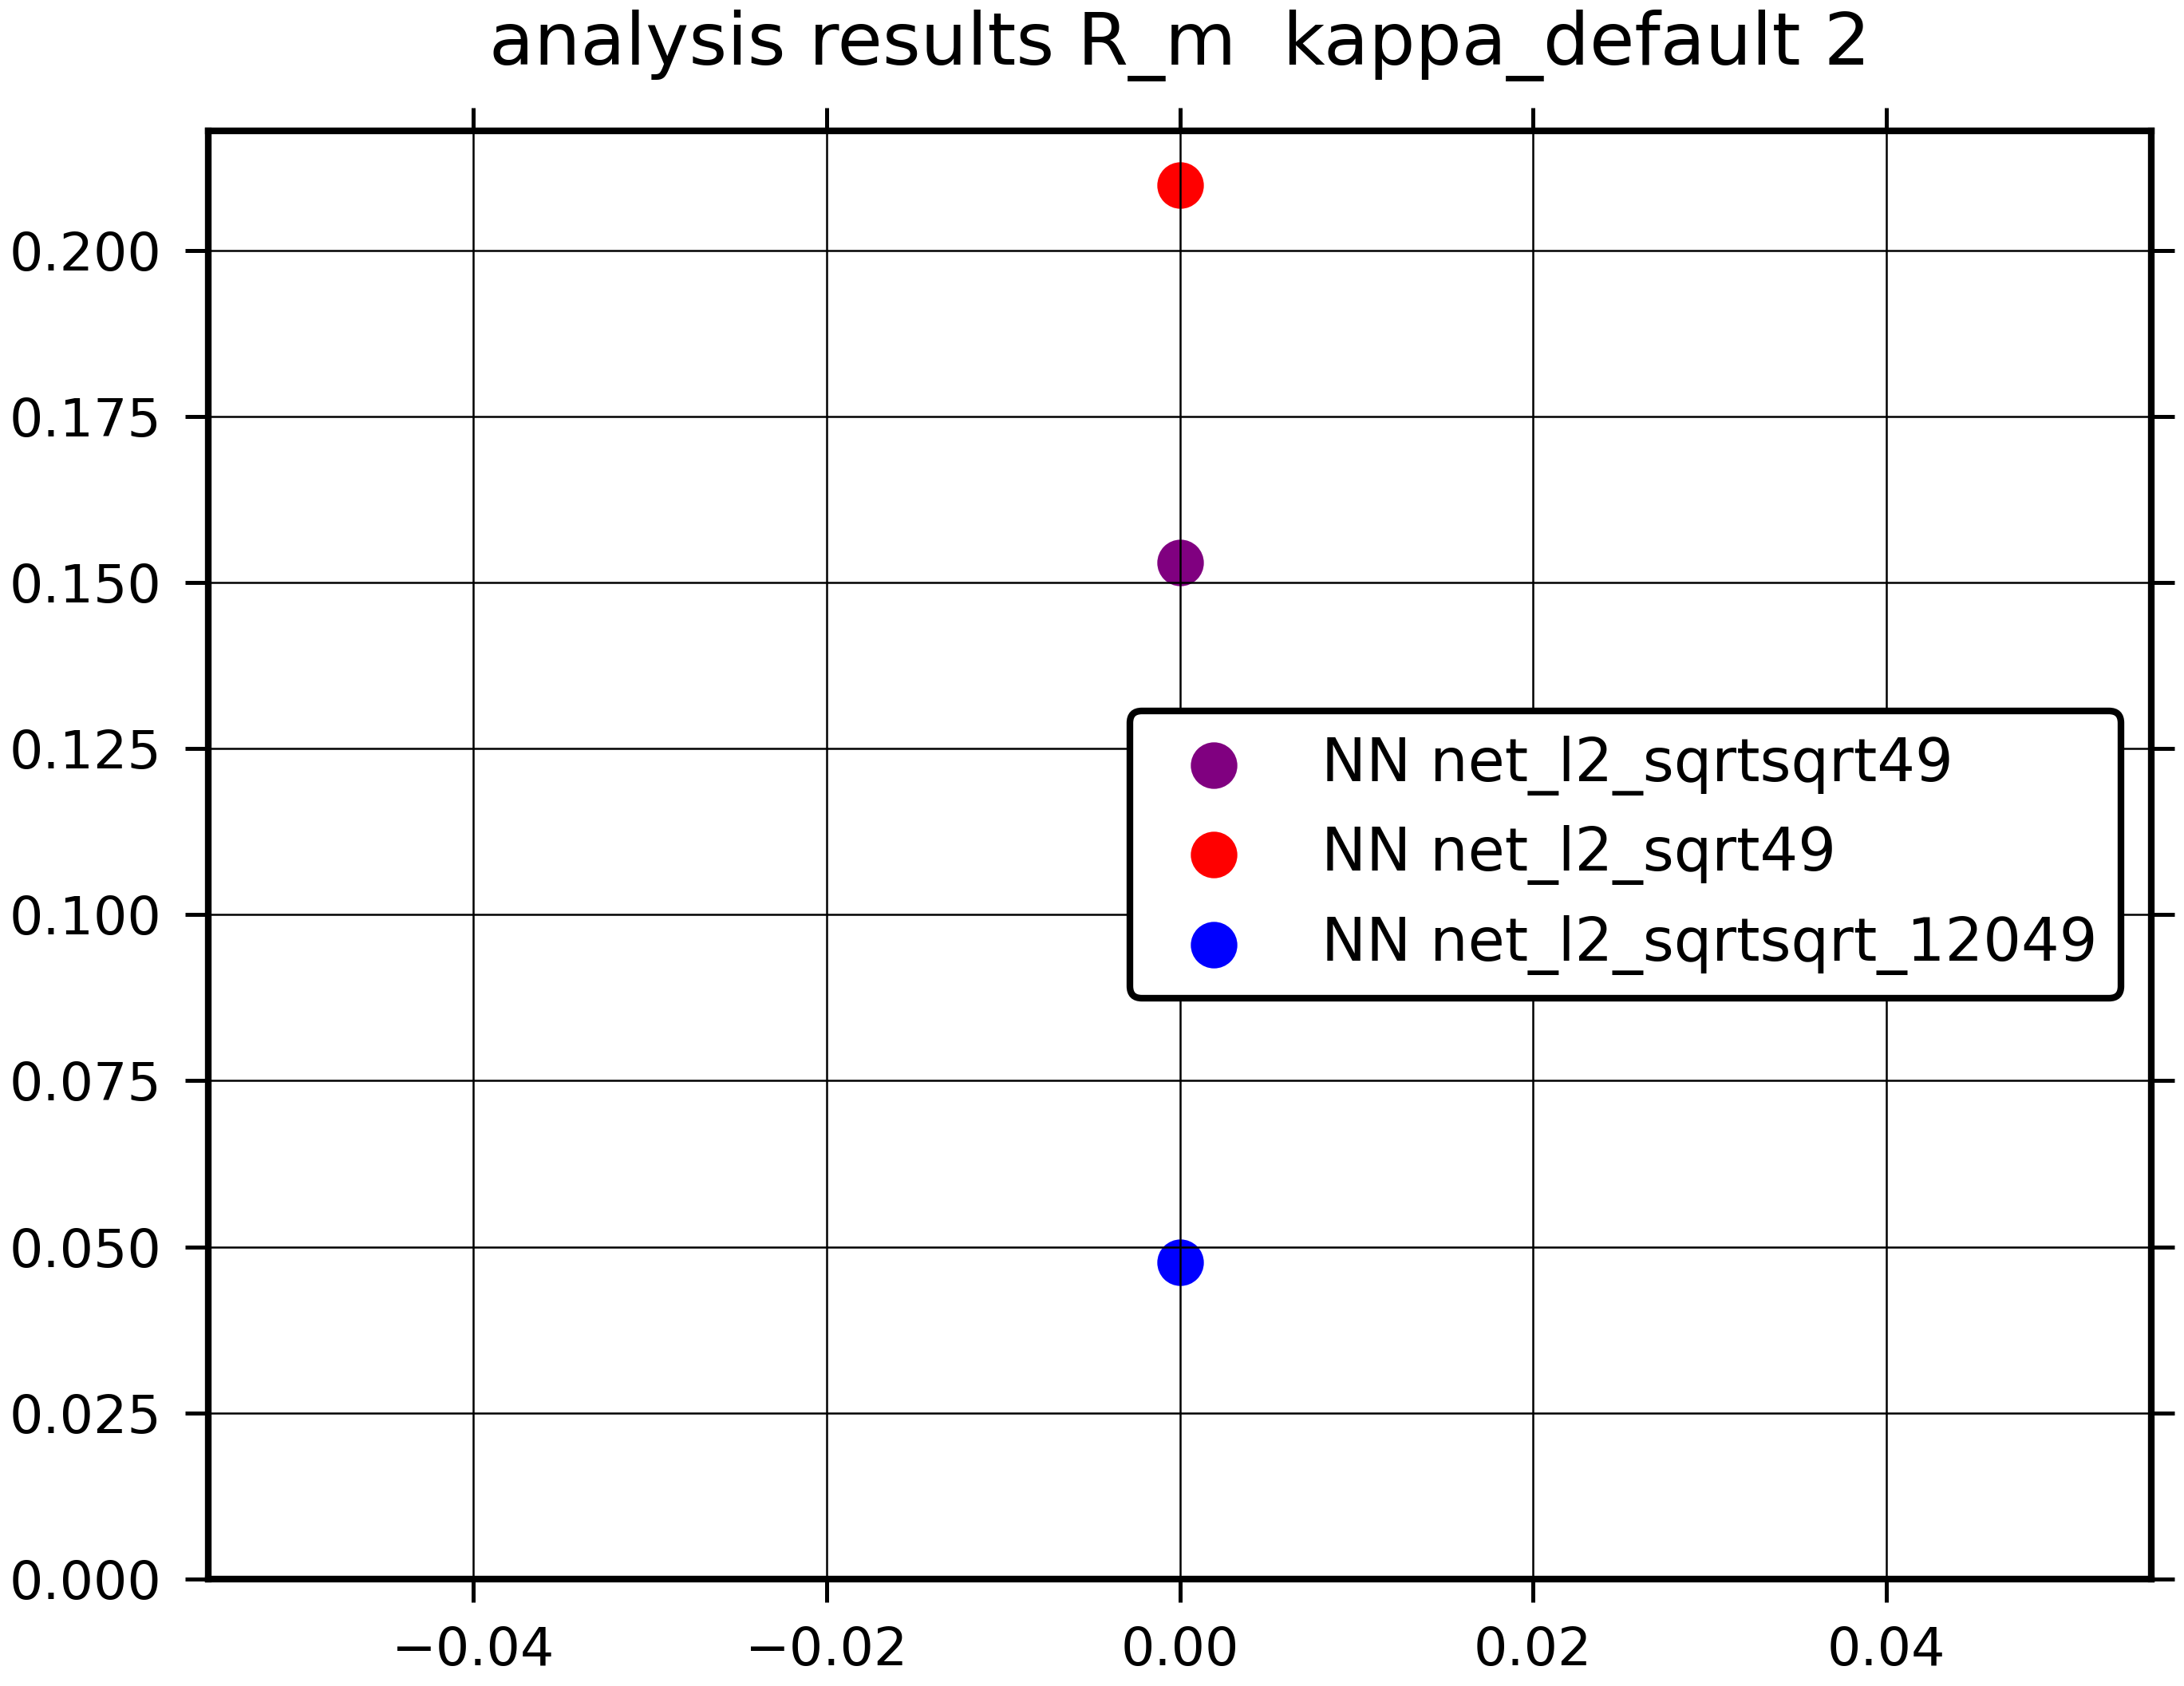 analysis results R_m  kappa_default 2
0.200
0.175
0.150
0.125
0.100
0.075
0.050
0.025
0.000
NN net_l2_sqrtsqrt49
NN net_l2_sqrt49
NN net_l2_sqrtsqrt_12049
−0.04 −0.02 0.00 0.02 0.04